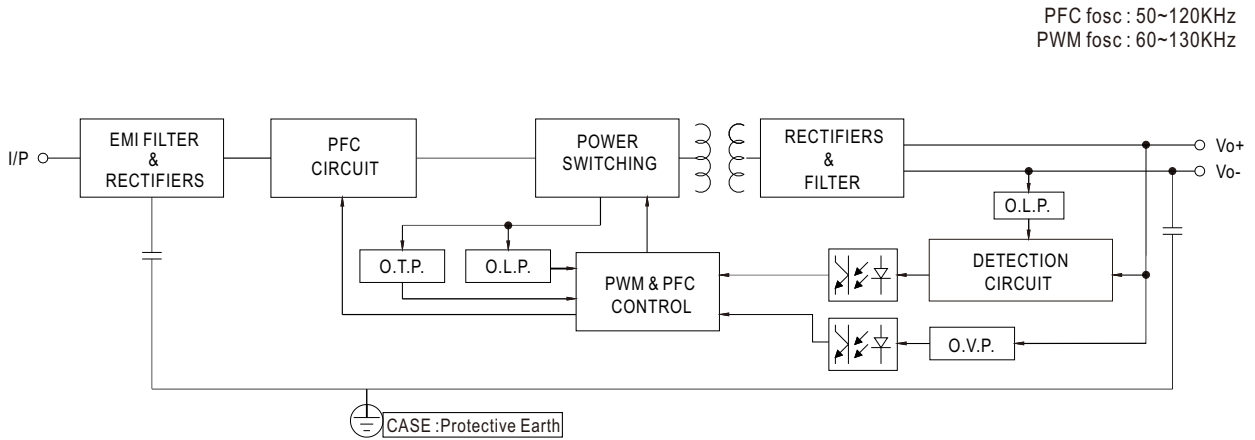 PFC fosc : 50~120KHz
PWM fosc : 60~130KHz
I/P
EMI FILTER
&
RECTIFIERS
PFC
CIRCUIT
POWER
SWITCHING
RECTIFIERS
&
FILTER
Vo+
Vo-
O.L.P.
O.T.P.
O.L.P.
PWM & PFC
CONTROL
DETECTION
CIRCUIT
O.V.P.
CASE :Protective Earth